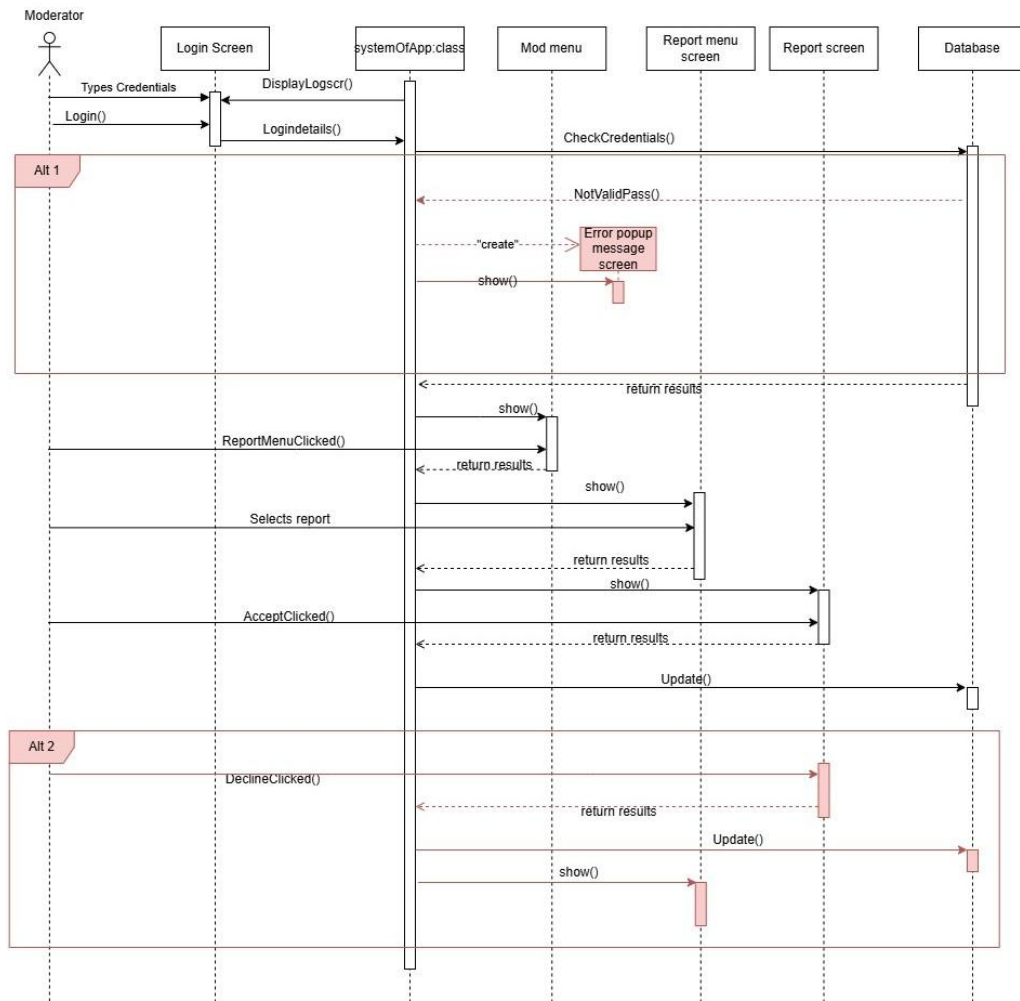 Moderator
Login Screen
systemOfApp:class
Mod menu
Report menu
screen
Report screen
Database
Types Credentials
DisplayLogscr()
Login()
Logindetails()
CheckCredentials()
Alt 1
NotValidPass()
"create"
Error popup
message
screen
show()
return results
show()
ReportMenuClicked()
return results
show()
Selects report
return results
show()
AcceptClicked()
return results
Update()
Alt 2
DeclineClicked()
return results
Update()
show()